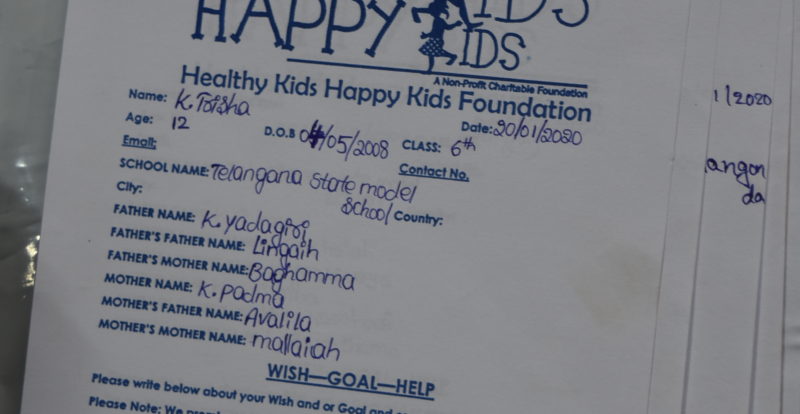 HAPPY KIDS
KIDS
A Non-Profit Charitable Foundation
Healthy Kids Happy Kids Foundation
Name: K. Torsha Date: 20/01/2020
Age: 12 D.O.B 04/05/2008 CLASS: 6th
Email: Contact No.
SCHOOL NAME: Telangana state model
School
City: Country:
FATHER NAME: K. yadagiri
FATHER'S FATHER NAME: Lingaih
FATHER'S MOTHER NAME: Baghamma
MOTHER NAME: K. padma
MOTHER'S FATHER NAME: Avalila
MOTHER'S MOTHER NAME: mallaiah
WISH—GOAL—HELP
Please write below about your Wish and or Goal and
Please Note: We
1/2020
angan
da